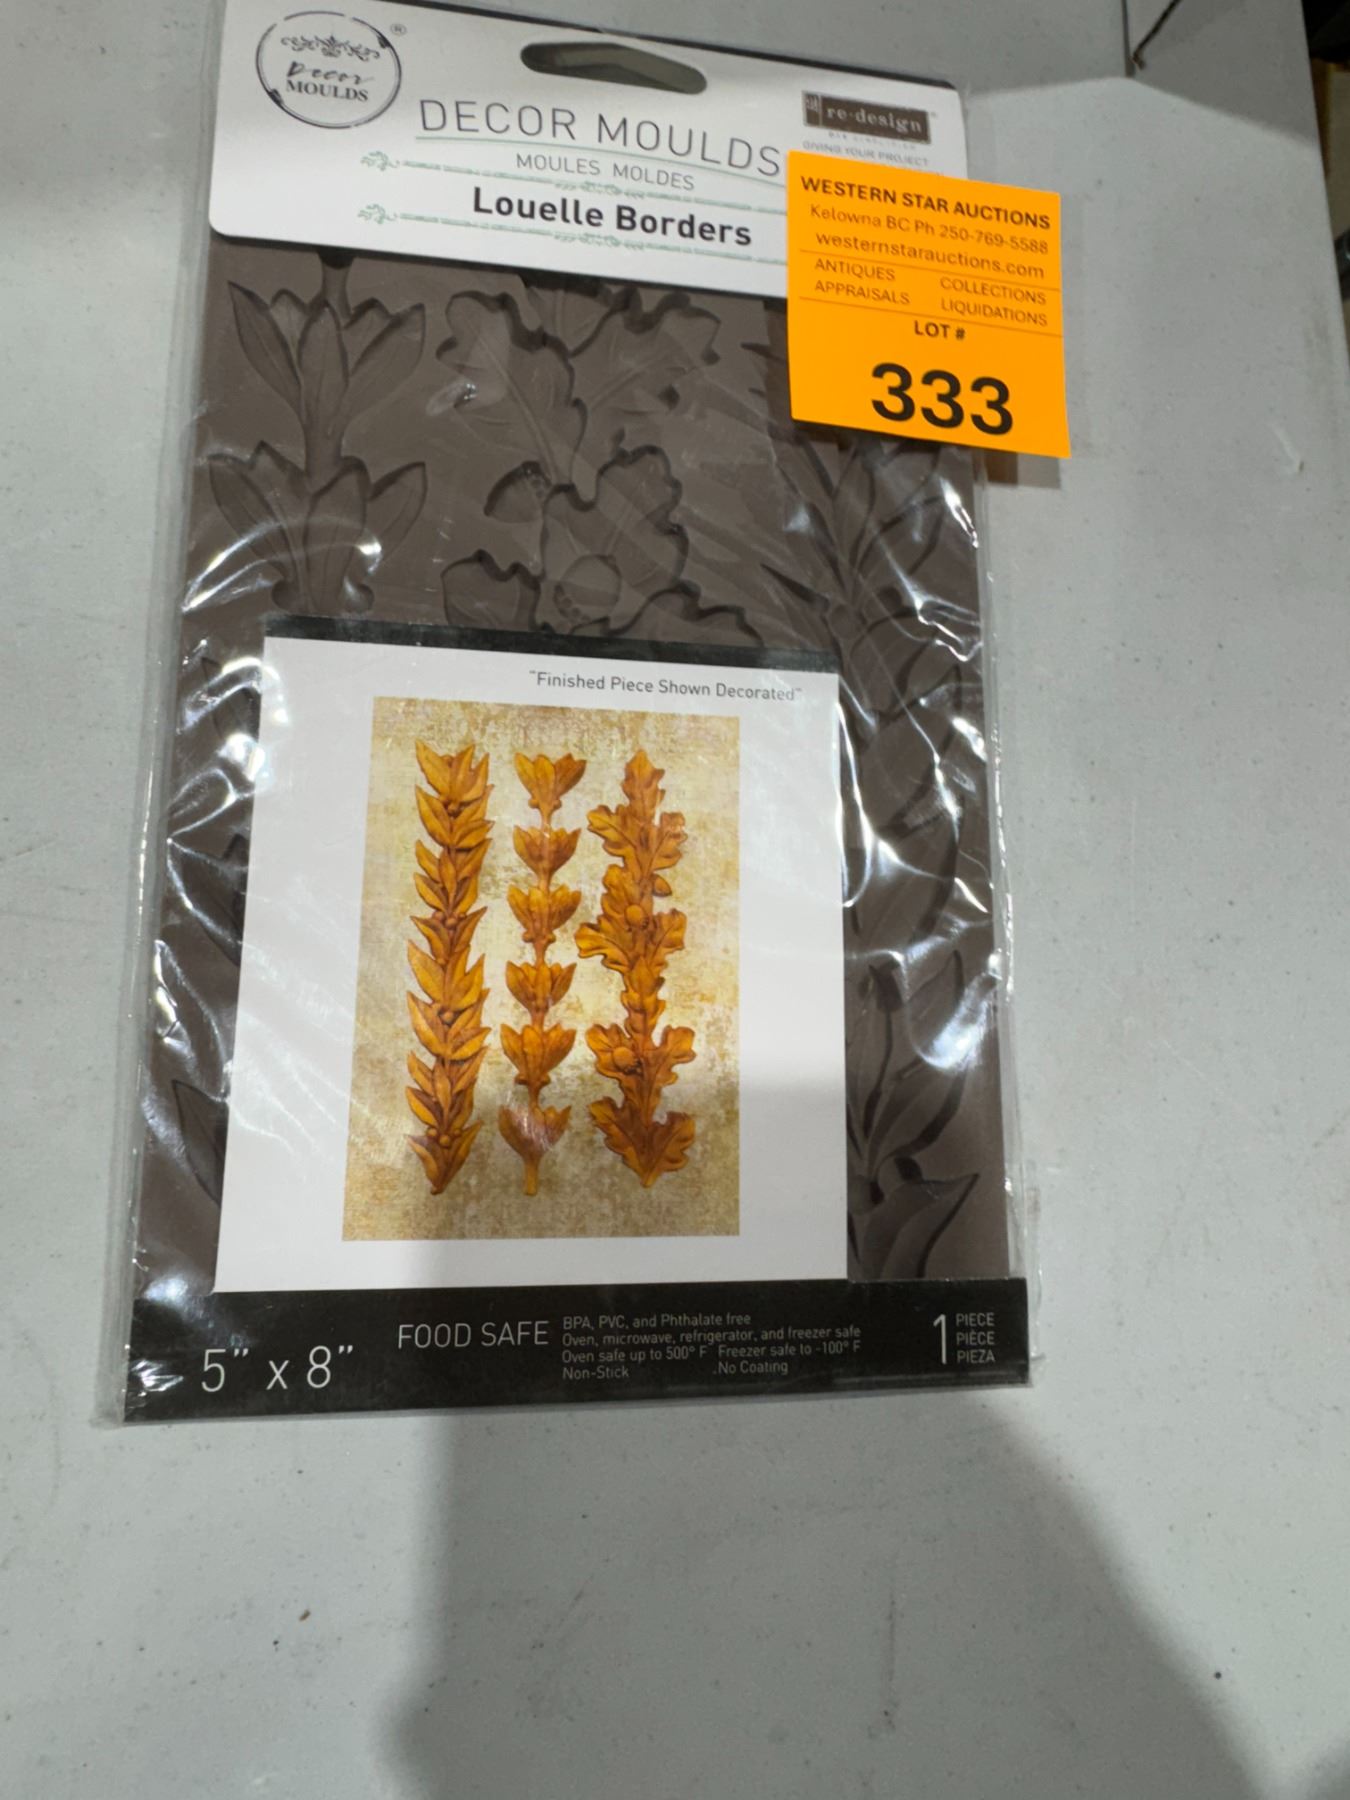 Decor
MOULDS
®
DECOR MOULDS
MOULES MOLDES
Louelle Borders
re·design
GIVING YOUR PROJECT
WESTERN STAR AUCTIONS
Kelowna BC Ph 250-769-5588
westernstarauctions.com
ANTIQUES COLLECTIONS
APPRAISALS LIQUIDATIONS
LOT #
333
"Finished Piece Shown Decorated"
5" x 8"
FOOD SAFE
BPA, PVC, and Phthalate free
Oven, microwave, refrigerator, and freezer safe
Oven safe up to 500° F Freezer safe to -100° F
Non-Stick .No Coating
1 PIECE
PIÈCE
PIEZA